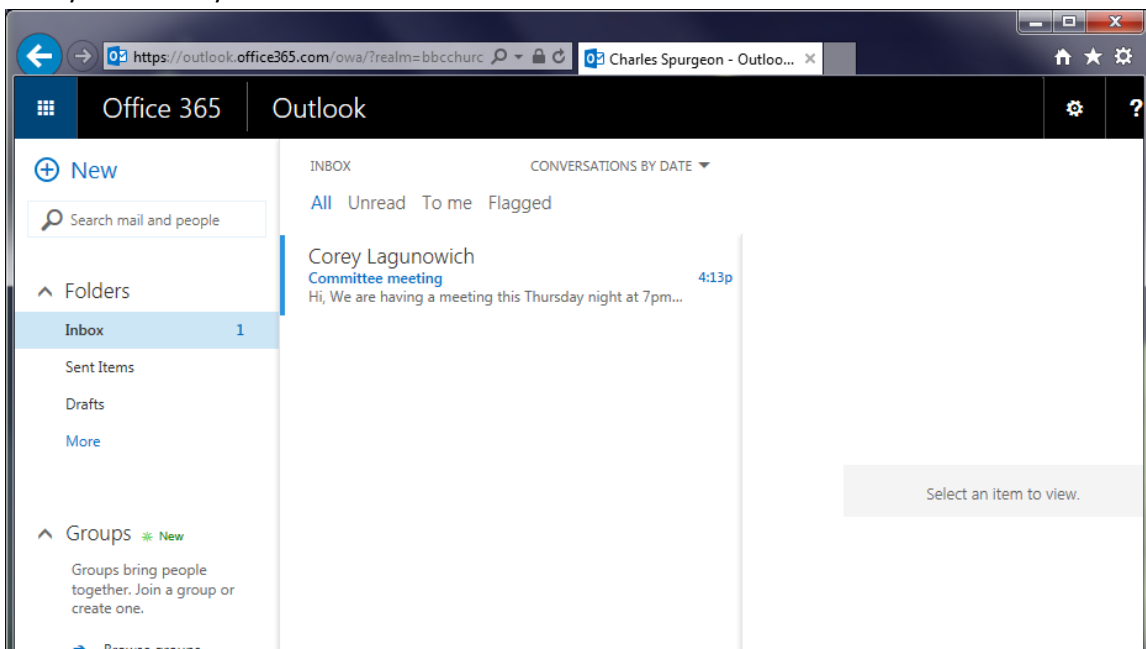 https://outlook.office365.com/owa/?realm=bbcchurc
Charles Spurgeon - Outloo...
Office 365
Outlook
?
New
Search mail and people
Folders
Inbox 1
Sent Items
Drafts
More
Groups New
Groups bring people
together. Join a group or
create one.
Browse groups
INBOX
CONVERSATIONS BY DATE
All Unread To me Flagged
Corey Lagunowich
Committee meeting 4:13p
Hi, We are having a meeting this Thursday night at 7pm...
Select an item to view.